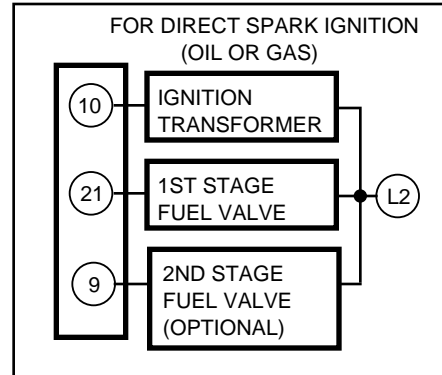 FOR DIRECT SPARK IGNITION
(OIL OR GAS)
10
IGNITION
TRANSFORMER
21
1ST STAGE
FUEL VALVE
L2
9
2ND STAGE
FUEL VALVE
(OPTIONAL)